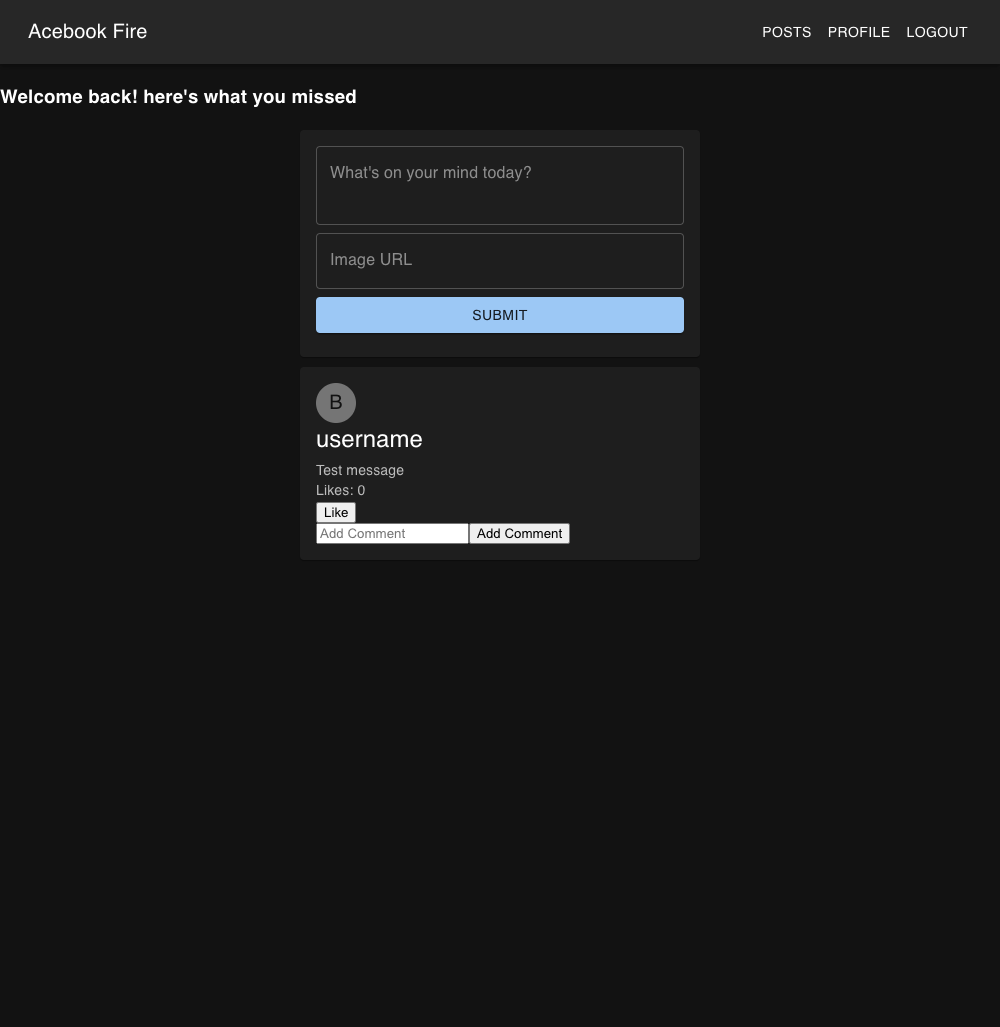 Acebook Fire POSTS PROFILE LOGOUT
Welcome back! here's what you missed
What's on your mind today?
Image URL
SUBMIT
B
username
Test message
Likes: 0
Like
Add Comment Add Comment